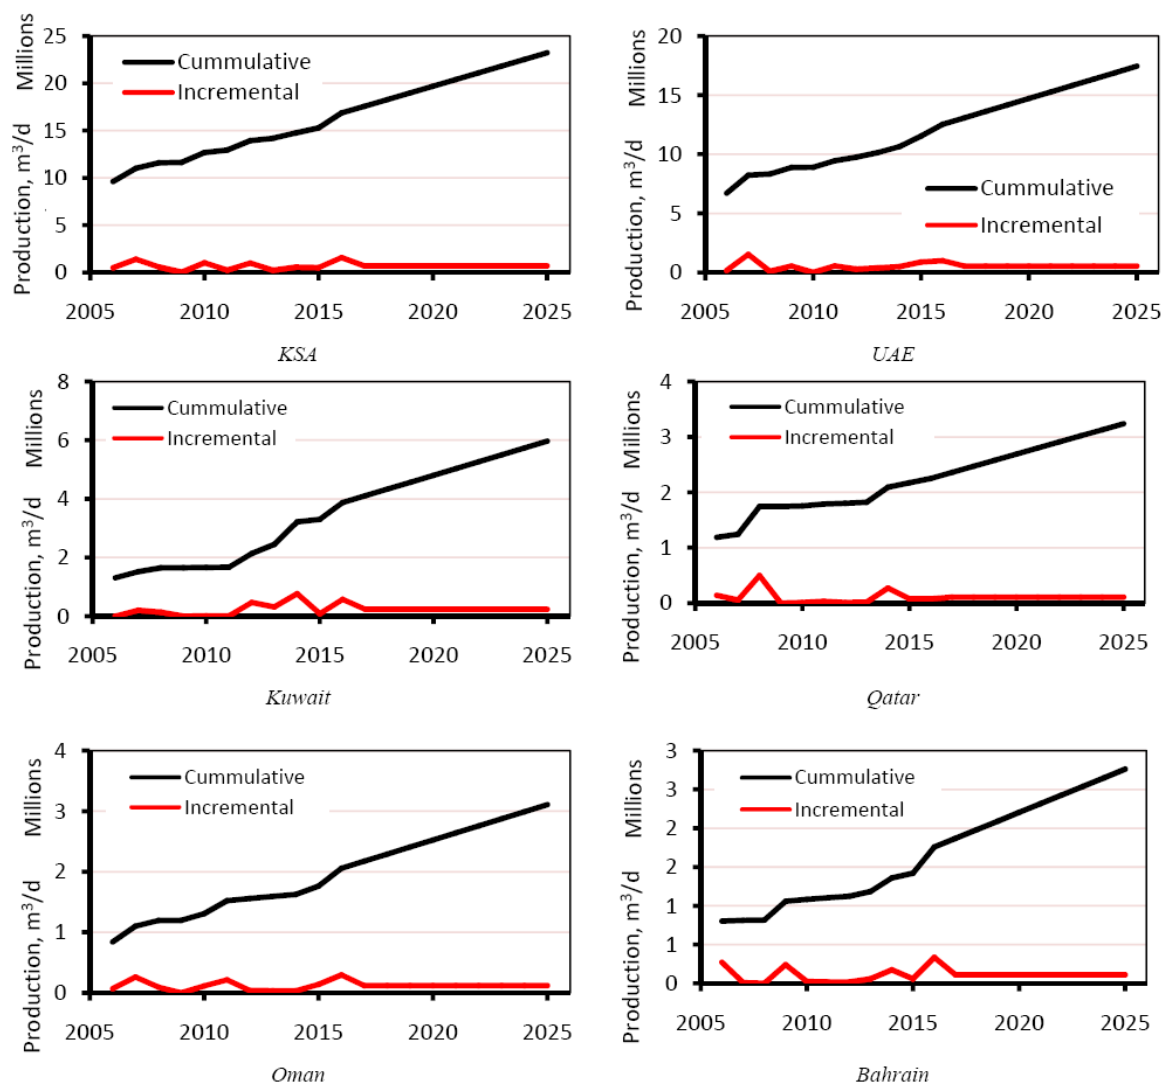 Production, m³/d Millions
25
20
15
10
5
0
Cummulative
Incremental
2005 2010 2015 2020 2025
KSA
Production, m³/d Millions
20
15
10
5
0
Cummulative
Incremental
2005 2010 2015 2020 2025
UAE
Production, m³/d Millions
8
6
4
2
0
Cummulative
Incremental
2005 2010 2015 2020 2025
Kuwait
Production, m³/d Millions
4
3
2
1
0
Cummulative
Incremental
2005 2010 2015 2020 2025
Qatar
Production, m³/d Millions
4
3
2
1
0
Cummulative
Incremental
2005 2010 2015 2020 2025
Oman
Production, m³/d Millions
3
3
2
2
1
1
0
Cummulative
Incremental
2005 2010 2015 2020 2025
Bahrain